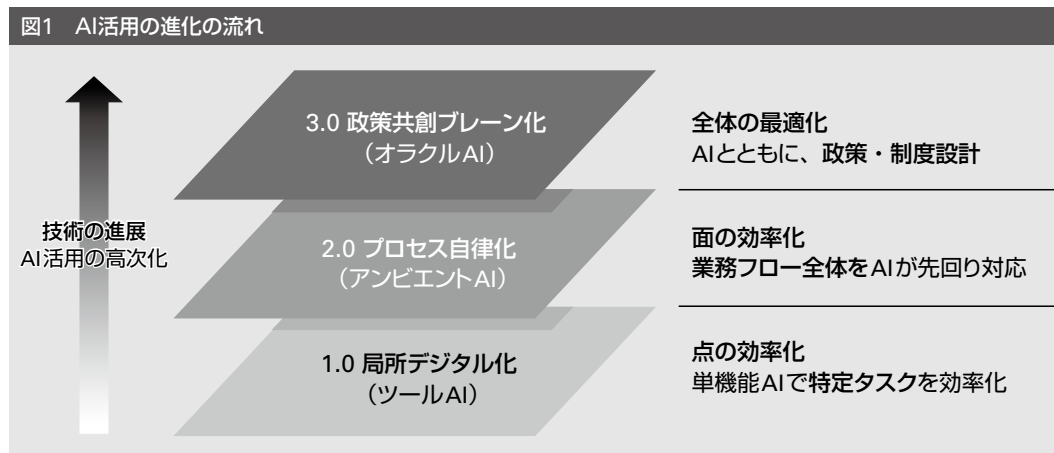 図1　AI活用の進化の流れ
技術の進展
AI活用の高次化
3.0 政策共創ブレーン化
（オラクルAI）
全体の最適化
AIとともに、政策・制度設計
2.0 プロセス自律化
（アンビエントAI）
面の効率化
業務フロー全体をAIが先回り対応
1.0 局所デジタル化
（ツールAI）
点の効率化
単機能AIで特定タスクを効率化